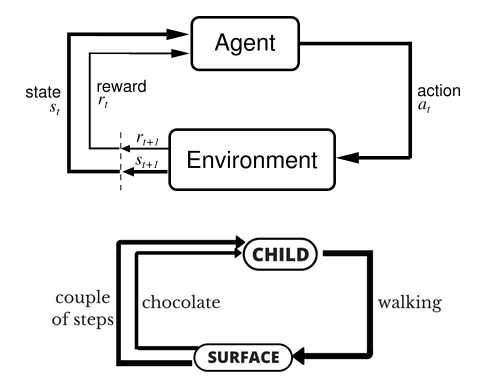 Agent
state
s_t
reward
r_t
action
a_t
r_{t+1}
s_{t+1}
Environment
CHILD
couple
of steps
chocolate
walking
SURFACE